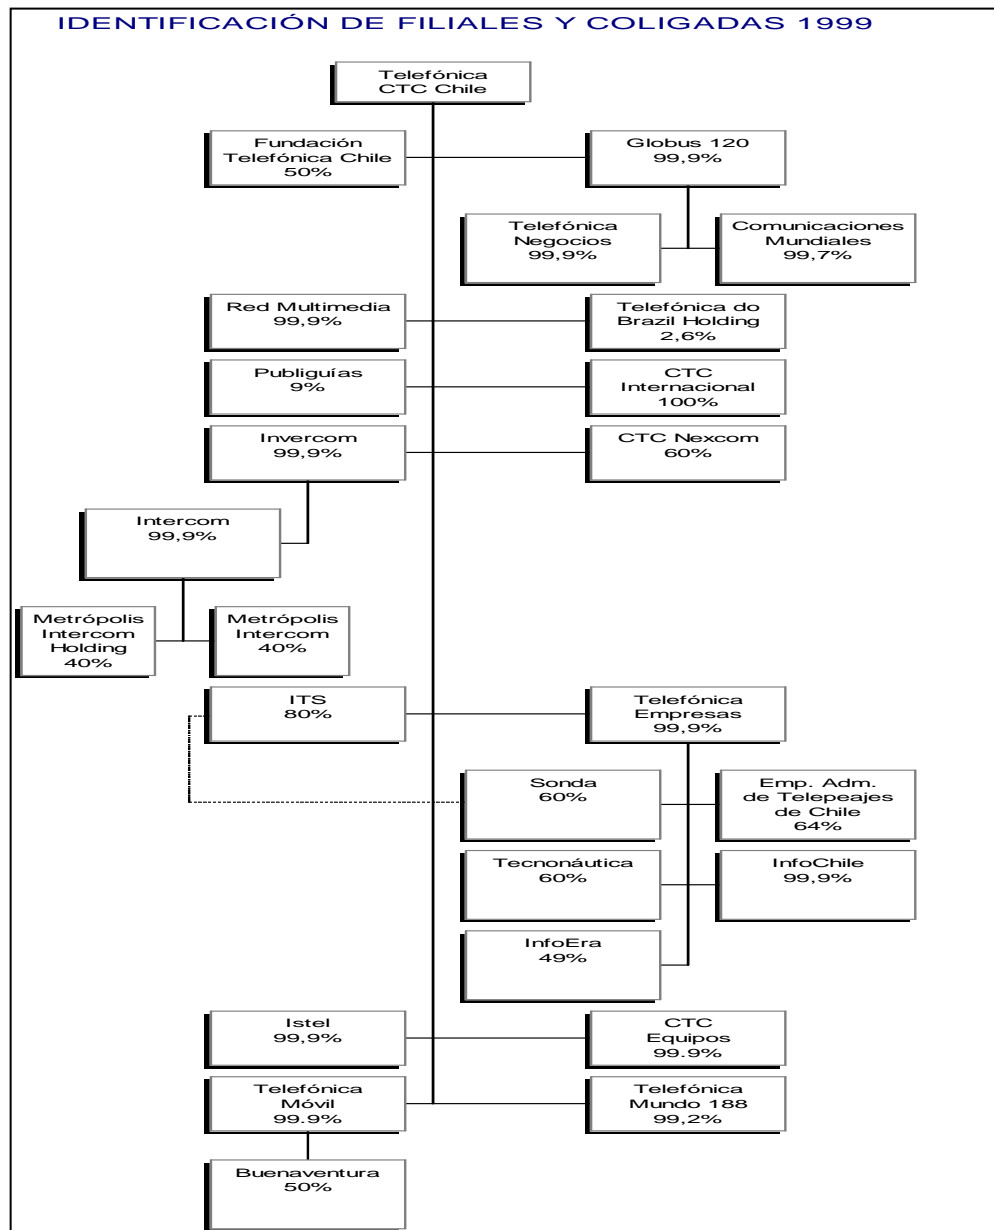 IDENTIFICACIÓN DE FILIALES Y COLIGADAS 1999
Telefónica
CTC Chile
Fundación
Telefónica Chile
50%
Globus 120
99,9%
Telefónica
Negocios
99,9%
Comunicaciones
Mundiales
99,7%
Red Multimedia
99,9%
Telefónica do
Brazil Holding
2,6%
Publiguías
9%
CTC
Internacional
100%
Invercom
99,9%
CTC Nexcom
60%
Intercom
99,9%
Metrópolis
Intercom
Holding
40%
Metrópolis
Intercom
40%
ITS
80%
Telefónica
Empresas
99,9%
Sonda
60%
Emp. Adm.
de Telepeajes
de Chile
64%
Tecnonáutica
60%
InfoChile
99,9%
InfoEra
49%
Istel
99,9%
CTC
Equipos
99.9%
Telefónica
Móvil
99.9%
Telefónica
Mundo 188
99,2%
Buenaventura
50%